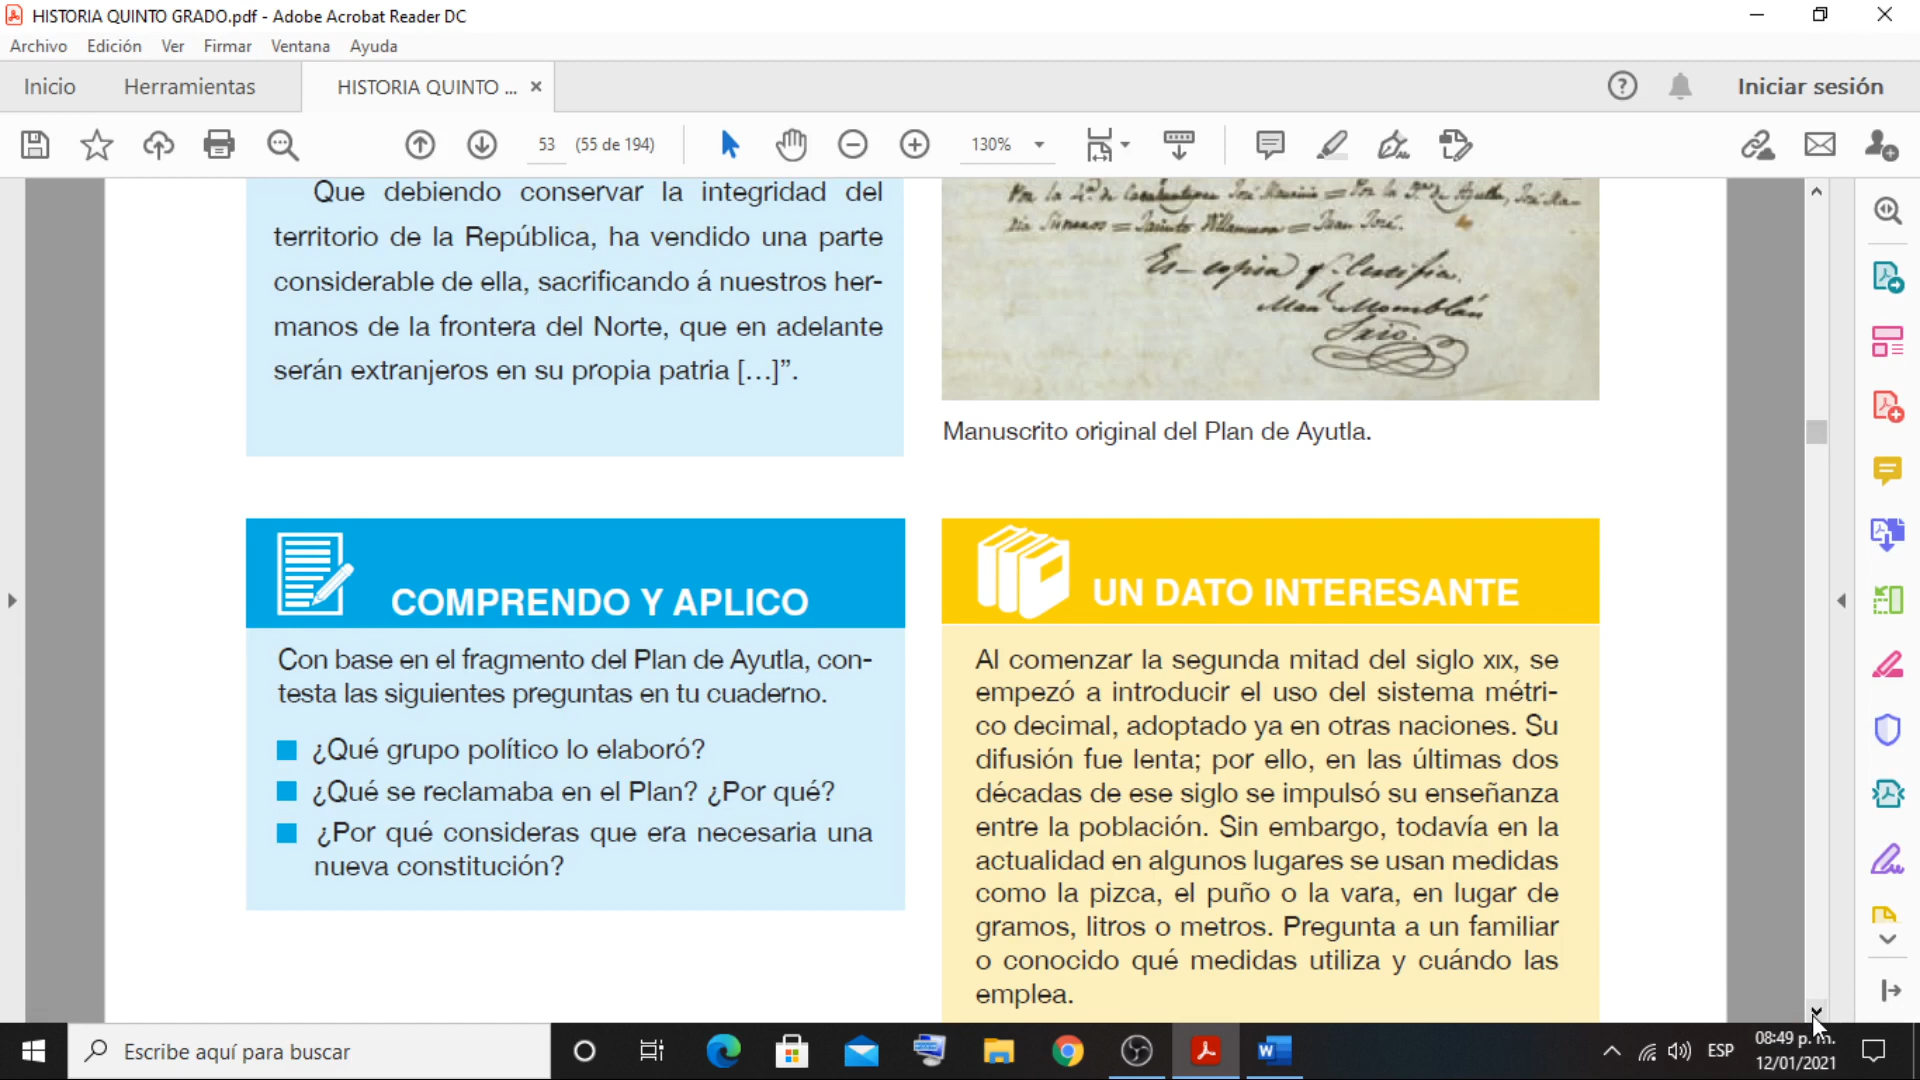 HISTORIA QUINTO GRADO.pdf - Adobe Acrobat Reader DC
Archivo Edición Ver Firmar Ventana Ayuda
Inicio Herramientas HISTORIA QUINTO ... × Iniciar sesión
53 (55 de 194) 130%
Que debiendo conservar la integridad del
territorio de la República, ha vendido una parte
considerable de ella, sacrificando á nuestros her-
manos de la frontera del Norte, que en adelante
serán extranjeros en su propia patria [...]”.
Es copia q.
Manuscrito original del Plan de Ayutla.
COMPRENDO Y APLICO
Con base en el fragmento del Plan de Ayutla, con-
testa las siguientes preguntas en tu cuaderno.
¿Qué grupo político lo elaboró?
¿Qué se reclamaba en el Plan? ¿Por qué?
¿Por qué consideras que era necesaria una
nueva constitución?
UN DATO INTERESANTE
Al comenzar la segunda mitad del siglo XIX, se
empezó a introducir el uso del sistema métri-
co decimal, adoptado ya en otras naciones. Su
difusión fue lenta; por ello, en las últimas dos
décadas de ese siglo se impulsó su enseñanza
entre la población. Sin embargo, todavía en la
actualidad en algunos lugares se usan medidas
como la pizca, el puño o la vara, en lugar de
gramos, litros o metros. Pregunta a un familiar
o conocido qué medidas utiliza y cuándo las
emplea.
Escribe aquí para buscar
ESP
08:49 p. m.
12/01/2021